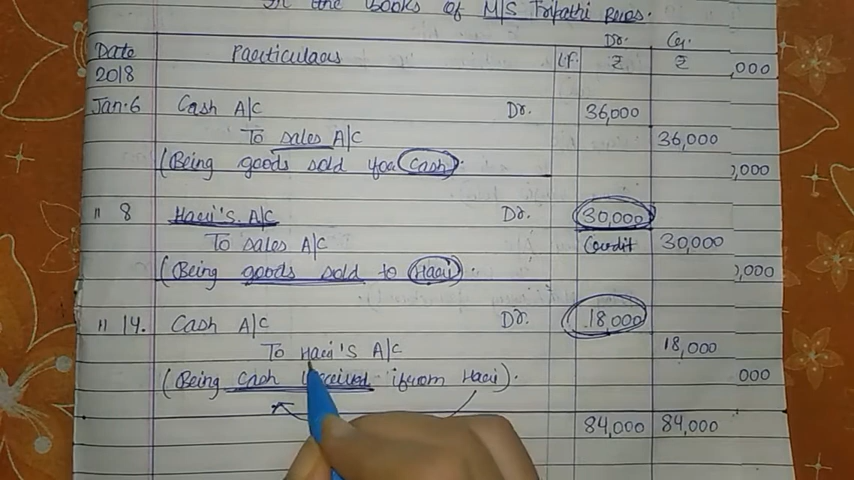 In the Books of M/S Tripathi Bros.
Date Particulars L.F. Dr. ₹ Cr. ₹
2018 ,000
Jan.6 Cash A/C Dr. 36,000
To Sales A/C 36,000
(Being goods sold for Cash). ,000
" 8 Hari's. A/C Dr. 30,000
To Sales A/C Credit 30,000
(Being goods sold to Hari). ,000
" 14. Cash A/C Dr. 18,000
To Hari's A/C 18,000
(Being cash received from Hari). 000
84,000 84,000